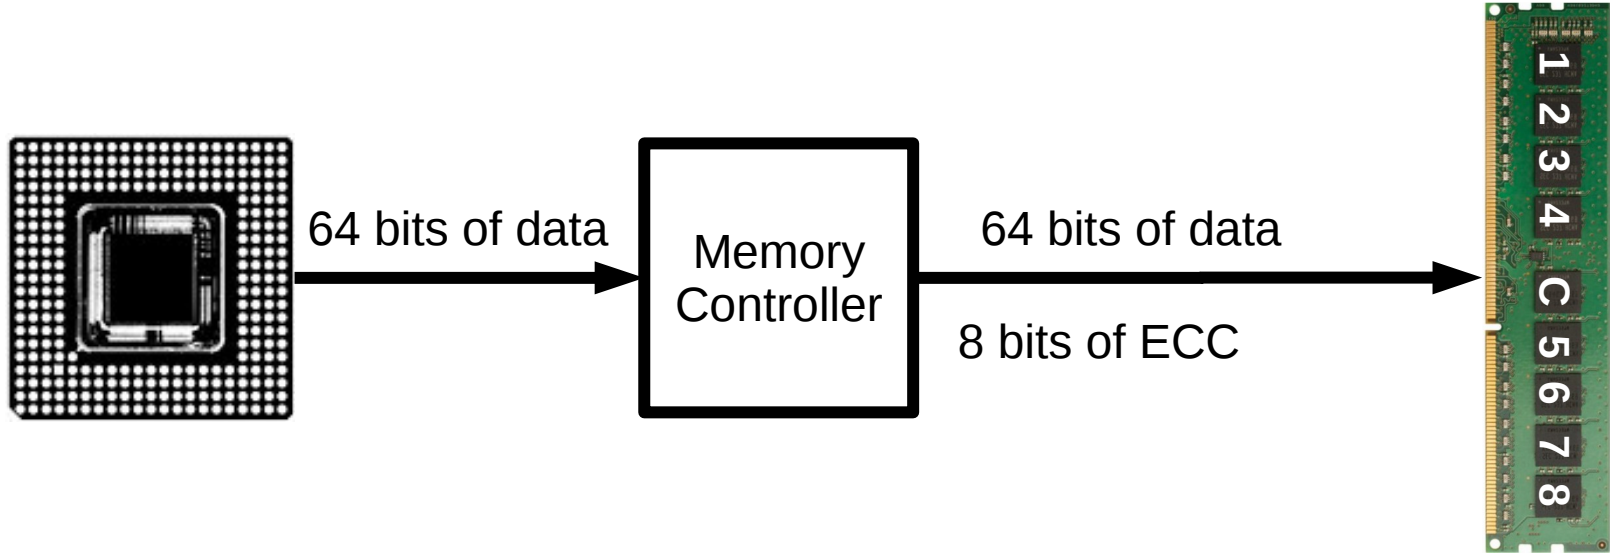 64 bits of data
Memory
Controller
64 bits of data
8 bits of ECC
1
2
3
4
C
5
6
7
8